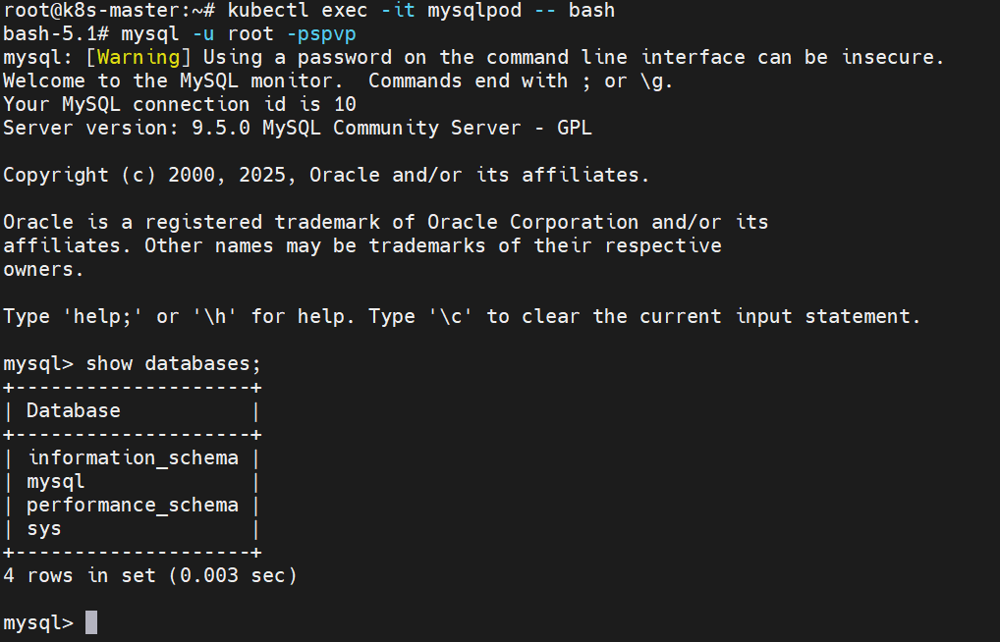 root@k8s-master:~# kubectl exec -it mysqlpod -- bash
bash-5.1# mysql -u root -pspvp
mysql: [Warning] Using a password on the command line interface can be insecure.
Welcome to the MySQL monitor.  Commands end with ; or \g.
Your MySQL connection id is 10
Server version: 9.5.0 MySQL Community Server - GPL

Copyright (c) 2000, 2025, Oracle and/or its affiliates.

Oracle is a registered trademark of Oracle Corporation and/or its
affiliates. Other names may be trademarks of their respective
owners.

Type 'help;' or '\h' for help. Type '\c' to clear the current input statement.

mysql> show databases;
+--------------------+
| Database           |
+--------------------+
| information_schema |
| mysql              |
| performance_schema |
| sys                |
+--------------------+
4 rows in set (0.003 sec)

mysql>